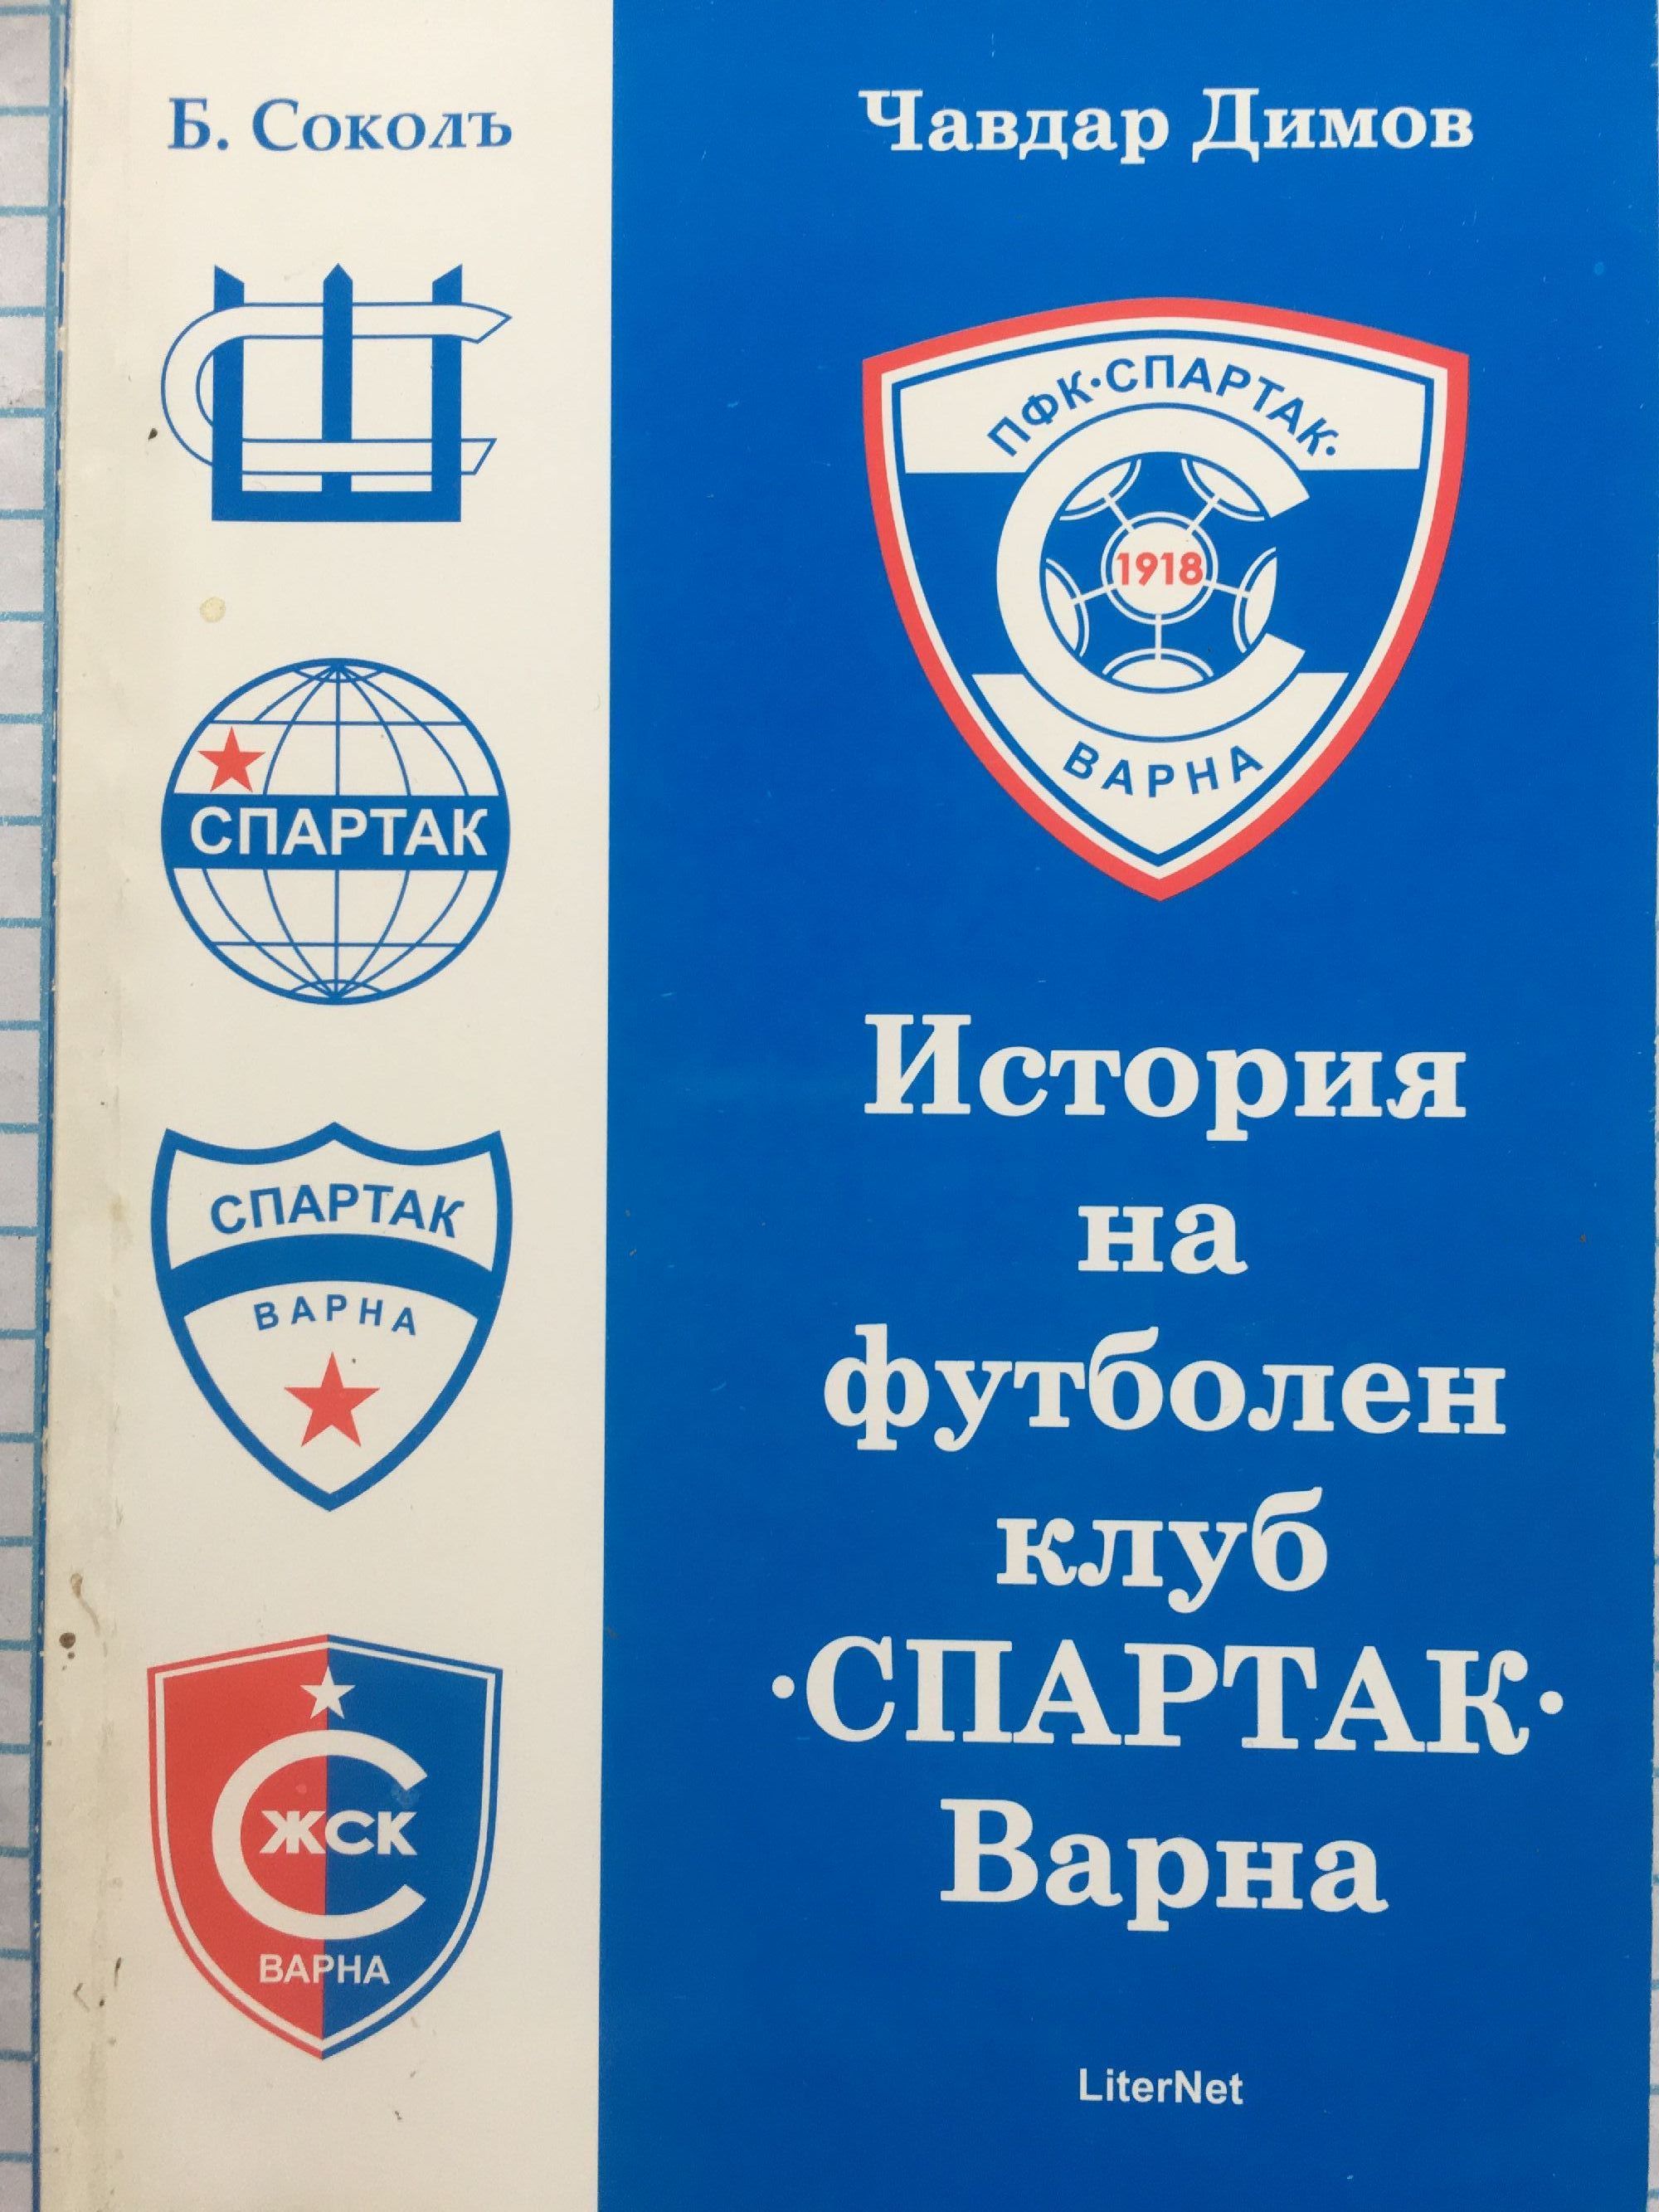 Б. Соколъ
СПАРТАК
СПАРТАК
ВАРНА
ЖСК
ВАРНА
Чавдар Димов
ПФК·СПАРТАК·
1918
ВАРНА
История
на
футболен
клуб
·СПАРТАК·
Варна
LiterNet